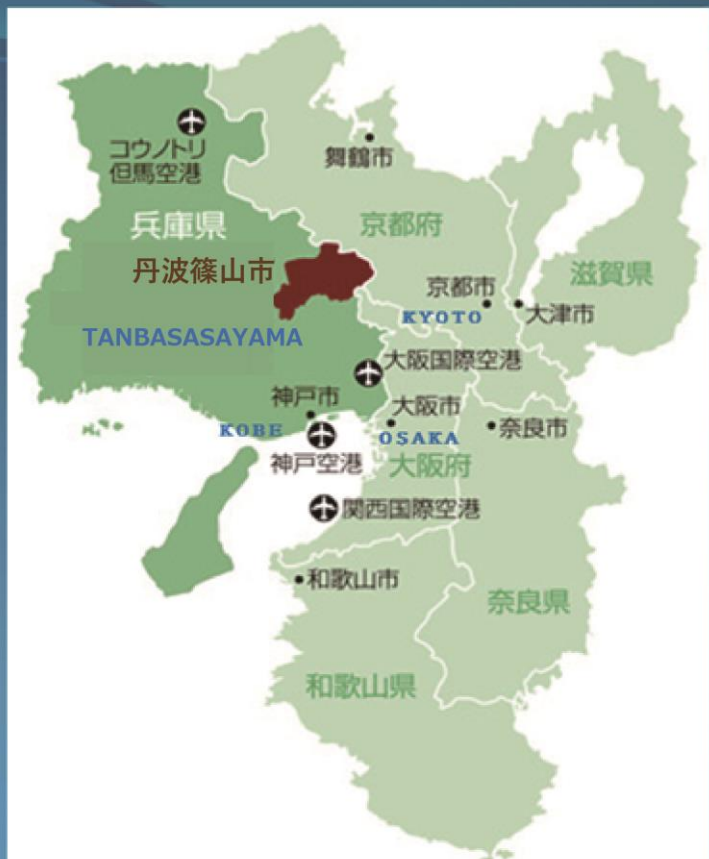 コウノトリ
但馬空港
舞鶴市
兵庫県
京都府
丹波篠山市
滋賀県
京都市
KYOTO
大津市
TANBASASAYAMA
大阪国際空港
神戸市
大阪市
KOBE
OSAKA
奈良市
神戸空港
大阪府
関西国際空港
和歌山市
奈良県
和歌山県